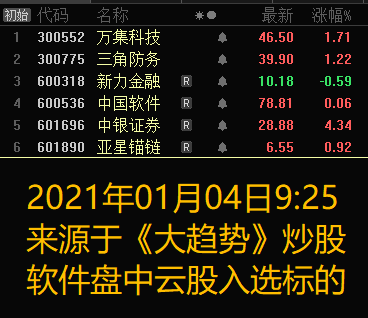 初始 代码 名称 最新 涨幅%
1 300552 万集科技 46.50 1.71
2 300775 三角防务 39.90 1.22
3 600318 新力金融 R 10.18 -0.59
4 600536 中国软件 R 78.81 0.06
5 601696 中银证券 R 28.88 4.34
6 601890 亚星锚链 R 6.55 0.92
2021年01月04日9:25
来源于《大趋势》炒股
软件盘中云股入选标的